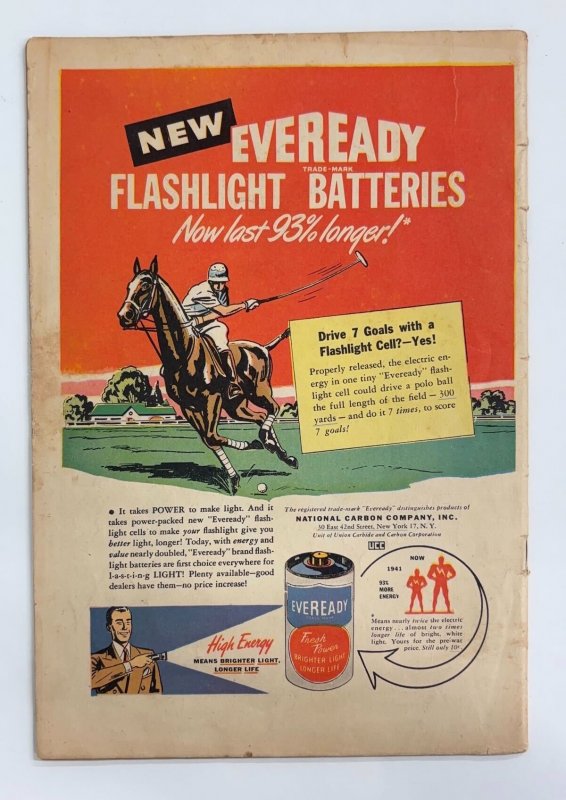 NEW EVEREADY
TRADE-MARK
FLASHLIGHT BATTERIES
Now last 93% longer!*
Drive 7 Goals with a
Flashlight Cell?—Yes!
Properly released, the electric en-
ergy in one tiny "Eveready" flash-
light cell could drive a polo ball
the full length of the field — 300
yards — and do it 7 times, to score
7 goals!
• It takes POWER to make light. And it
takes power-packed new "Eveready" flash-
light cells to make your flashlight give you
better light, longer! Today, with energy and
value nearly doubled, "Eveready" brand flash-
light batteries are first choice everywhere for
l-a-s-t-i-n-g LIGHT! Plenty available—good
dealers have them—no price increase!
The registered trade-mark "Eveready" distinguishes products of
NATIONAL CARBON COMPANY, INC.
30 East 42nd Street, New York 17, N. Y.
Unit of Union Carbide and Carbon Corporation
UCC
High Energy
MEANS BRIGHTER LIGHT,
LONGER LIFE
EVEREADY
Fresh
Power
BRIGHTER LIGHT
LONGER LIFE
NOW
1941
93%
MORE
ENERGY
*
Means nearly twice the electric
energy... almost two times
longer life of bright, white
light. Yours for the pre-war
price. Still only 10¢.